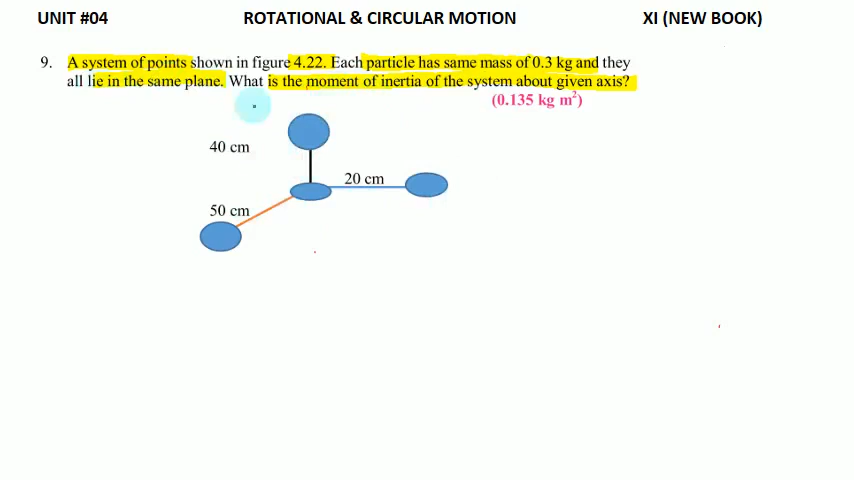 UNIT #04 ROTATIONAL & CIRCULAR MOTION XI (NEW BOOK)
9. A system of points shown in figure 4.22. Each particle has same mass of 0.3 kg and they
all lie in the same plane. What is the moment of inertia of the system about given axis?
(0.135 kg m²)
40 cm
20 cm
50 cm